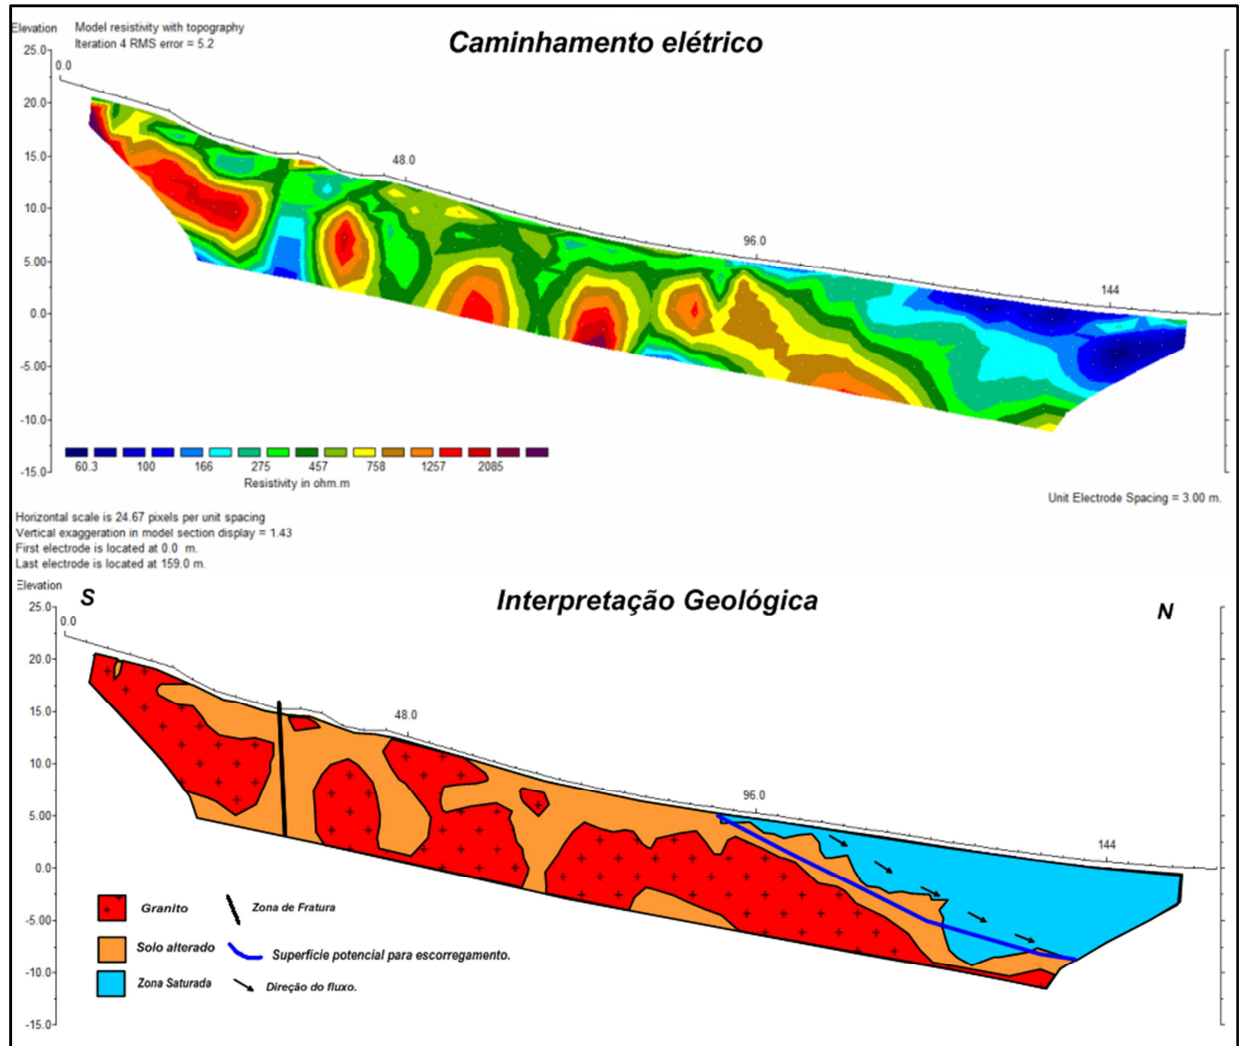 Elevation
Model resistivity with topography
Iteration 4 RMS error = 5.2
Caminhamento elétrico
25.0
0.0
20.0
15.0
48.0
10.0
5.00
96.0
0.0
144
-5.00
-10.0
-15.0
60.3 100 166 275 457 758 1257 2085
Resistivity in ohm.m
Unit Electrode Spacing = 3.00 m.
Horizontal scale is 24.67 pixels per unit spacing
Vertical exaggeration in model section display = 1.43
First electrode is located at 0.0 m.
Last electrode is located at 159.0 m.
Elevation
S
Interpretação Geológica
N
25.0
0.0
20.0
15.0
48.0
10.0
5.00
96.0
0.0
144
-5.00
-10.0
-15.0
Granito
Zona de Fratura
Solo alterado
Superfície potencial para escorregamento.
Zona Saturada
Direção do fluxo.